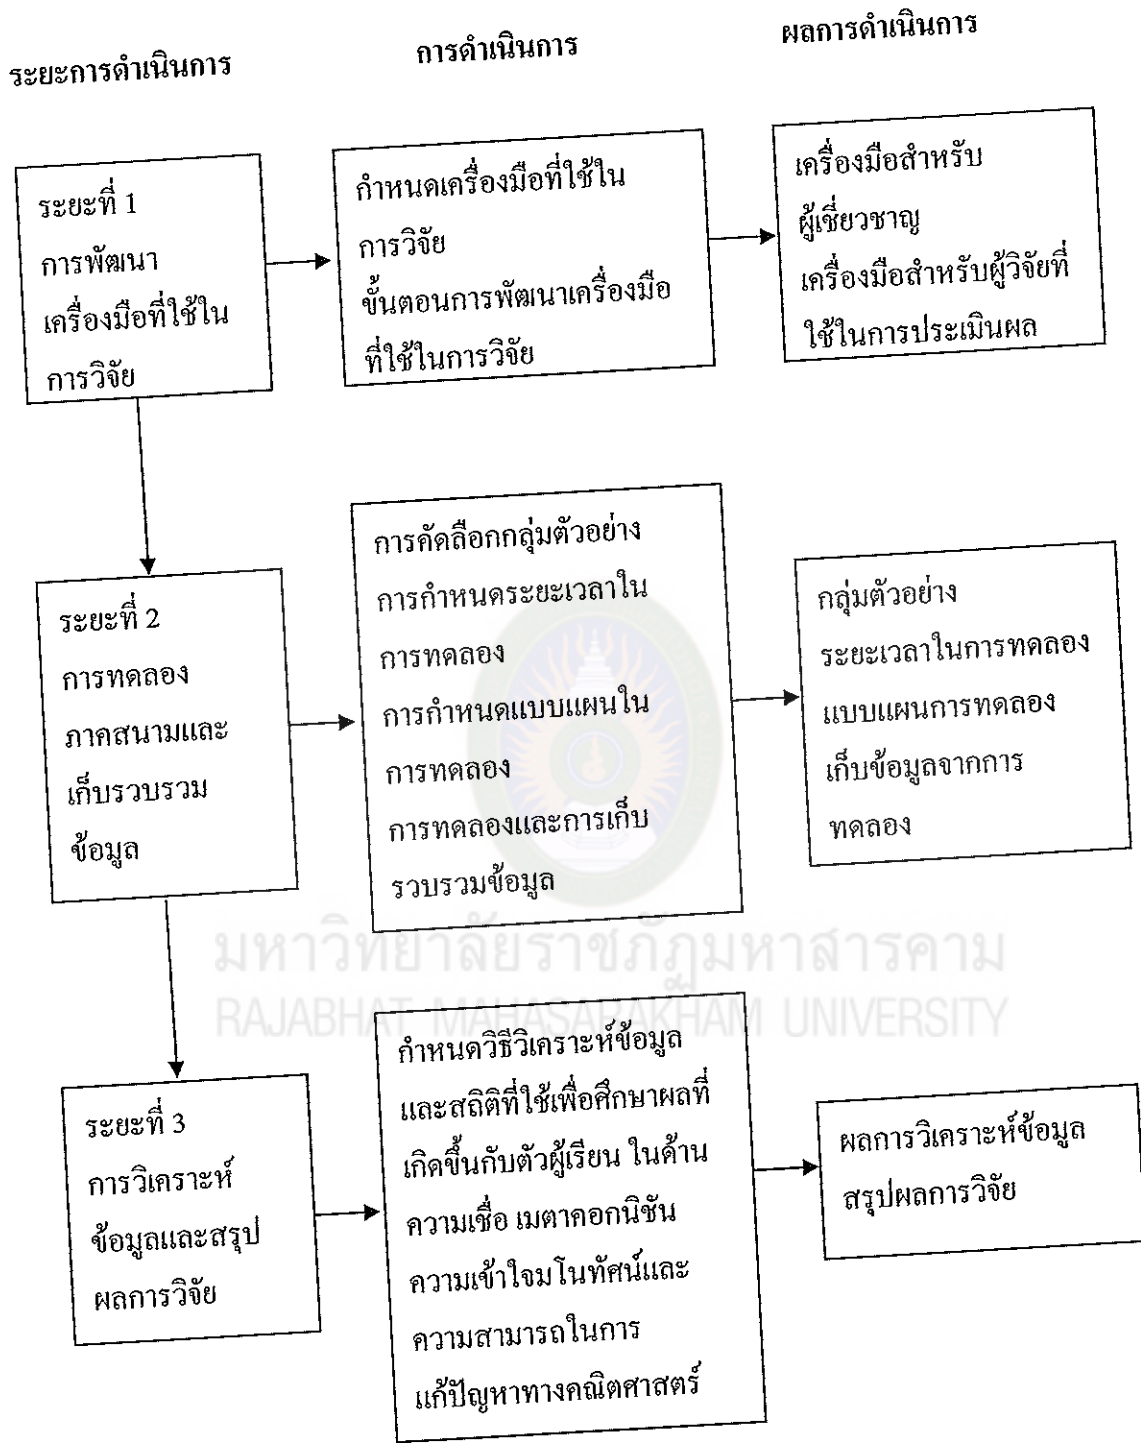 ระยะการดำเนินการ
การดำเนินการ
ผลการดำเนินการ
ระยะที่ 1
การพัฒนา
เครื่องมือที่ใช้ใน
การวิจัย
กำหนดเครื่องมือที่ใช้ใน
การวิจัย
ขั้นตอนการพัฒนาเครื่องมือ
ที่ใช้ในการวิจัย
เครื่องมือสำหรับ
ผู้เชี่ยวชาญ
เครื่องมือสำหรับผู้วิจัยที่
ใช้ในการประเมินผล
ระยะที่ 2
การทดลอง
ภาคสนามและ
เก็บรวบรวม
ข้อมูล
การคัดลือกกลุ่มตัวอย่าง
การกำหนดระยะเวลาใน
การทดลอง
การกำหนดแบบแผนใน
การทดลอง
การทดลองและการเก็บ
รวบรวมข้อมูล
กลุ่มตัวอย่าง
ระยะเวลาในการทดลอง
แบบแผนการทดลอง
เก็บข้อมูลจากการ
ทดลอง
มหาวิทยาลัยราชภัฏมหาสารคาม
RAJABHAT MAHASARAKHAM UNIVERSITY
ระยะที่ 3
การวิเคราะห์
ข้อมูลและสรุป
ผลการวิจัย
กำหนดวิธีวิเคราะห์ข้อมูล
และสถิติที่ใช้เพื่อศึกษาผลที่
เกิดขึ้นกับตัวผู้เรียน ในด้าน
ความเชื่อ เมตาคอกนิชัน
ความเข้าใจมโนทัศน์และ
ความสามารถในการ
แก้ปัญหาทางคณิตศาสตร์
ผลการวิเคราะห์ข้อมูล
สรุปผลการวิจัย